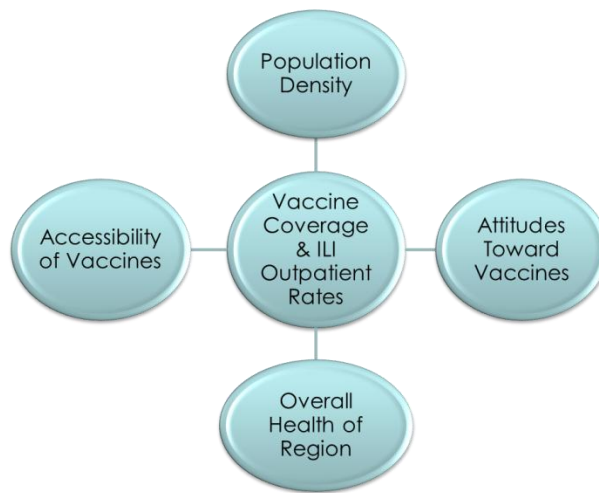 Population
Density
Accessibility
of Vaccines
Vaccine
Coverage
& ILI
Outpatient
Rates
Attitudes
Toward
Vaccines
Overall
Health of
Region